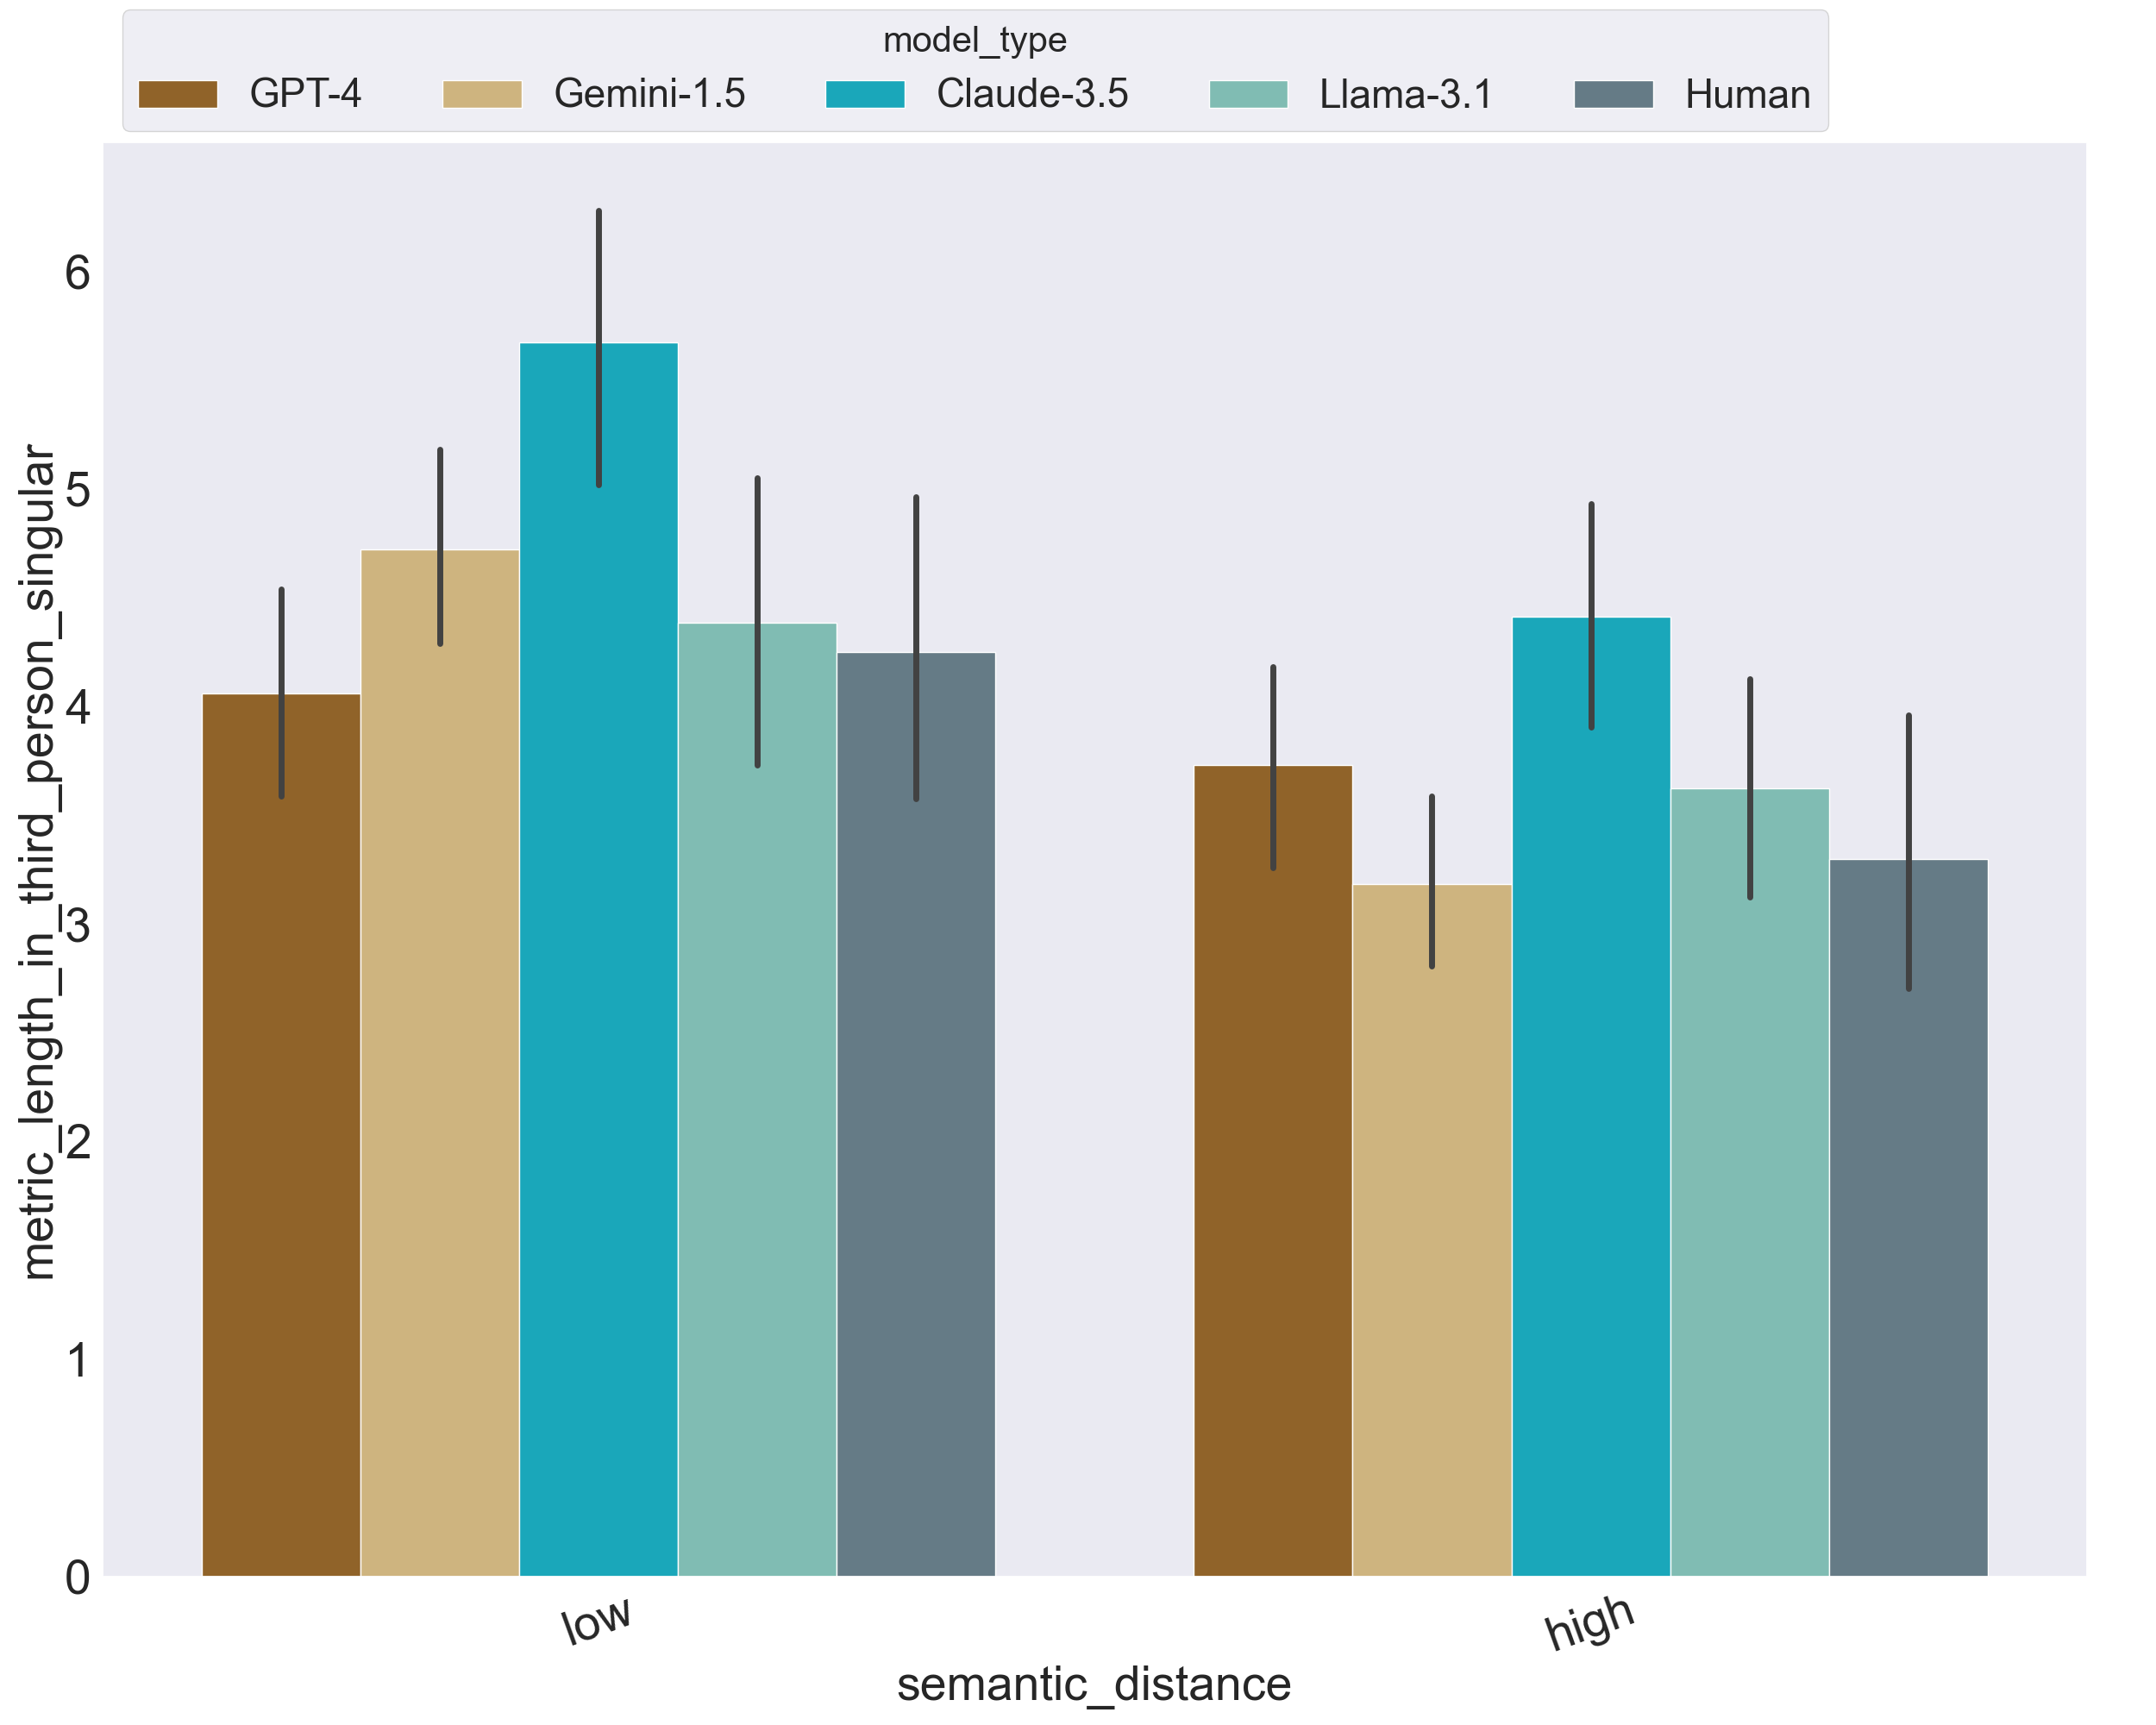 model_type
GPT-4 Gemini-1.5 Claude-3.5 Llama-3.1 Human
metric_length_in_third_person_singular
6
5
4
3
2
1
0
low high
semantic_distance